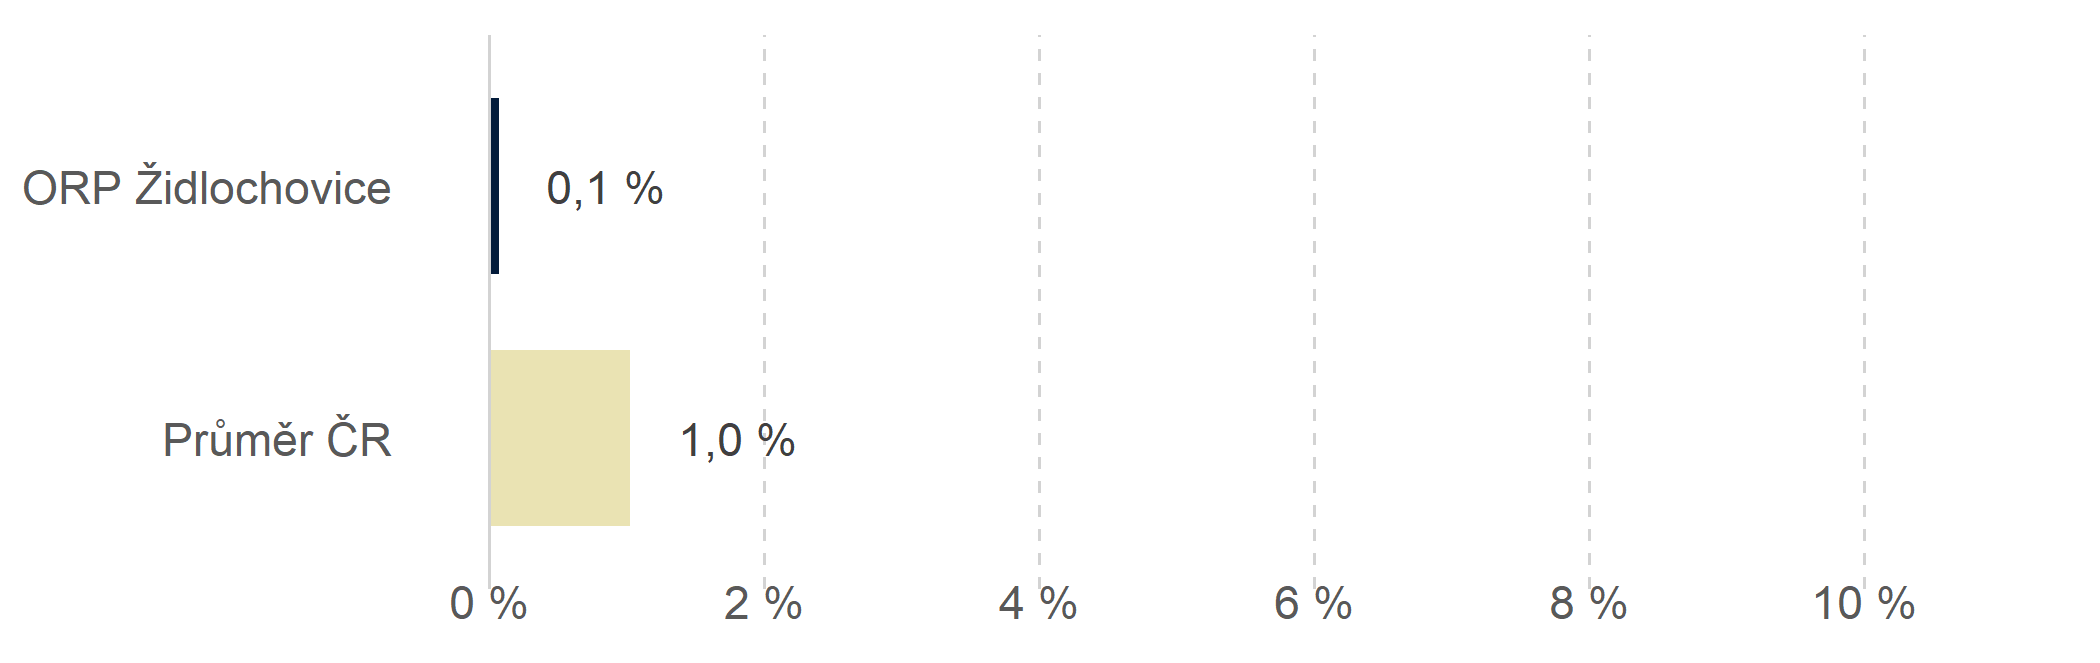 ORP Židlochovice 0,1 %
Průměr ČR 1,0 %
0 % 2 % 4 % 6 % 8 % 10 %